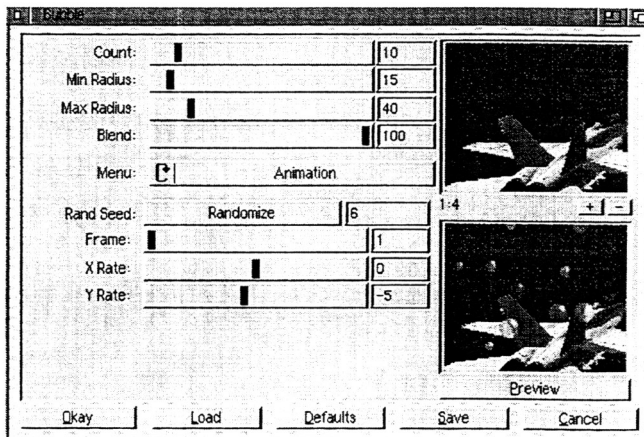 Bubble
Count: 10
Min Radius: 15
Max Radius: 40
Blend: 100
Menu: Animation
1:4 + -
Rand Seed: Randomize 6
Frame: 1
X Rate: 0
Y Rate: -5
Preview
Okay Load Defaults Save Cancel